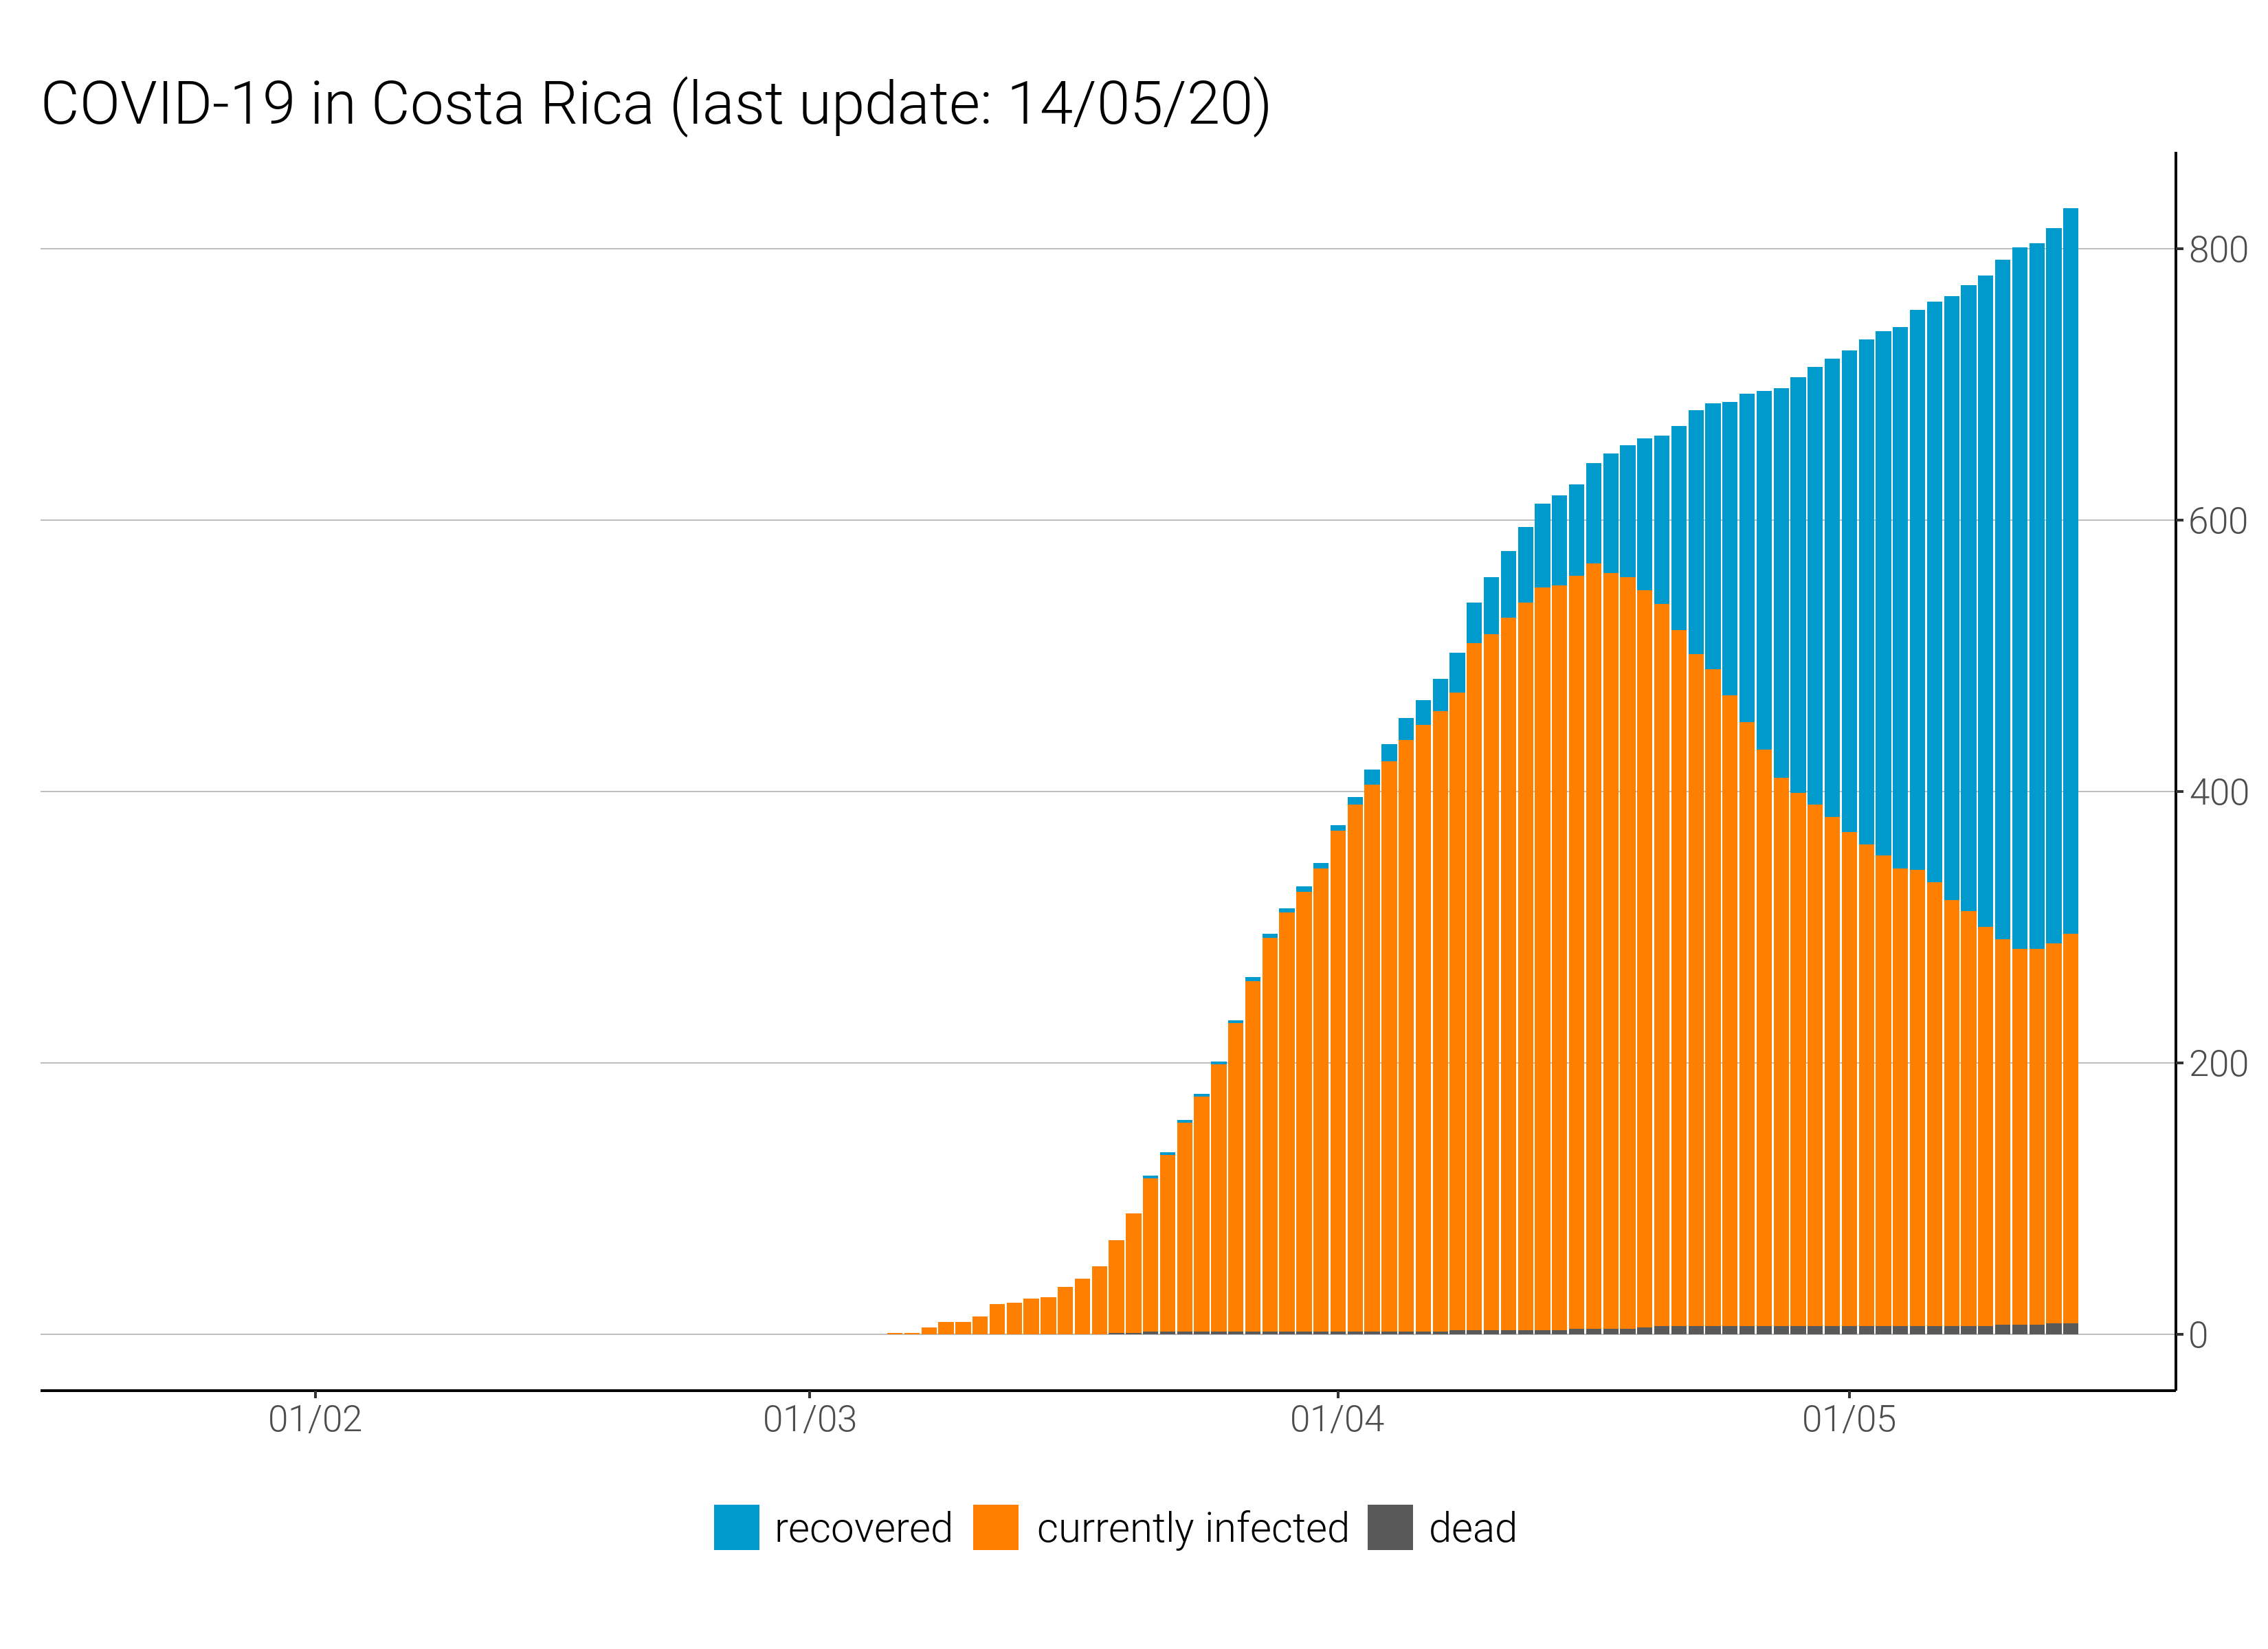 COVID-19 in Costa Rica (last update: 14/05/20)
800
600
400
200
0
01/02 01/03 01/04 01/05
recovered currently infected dead